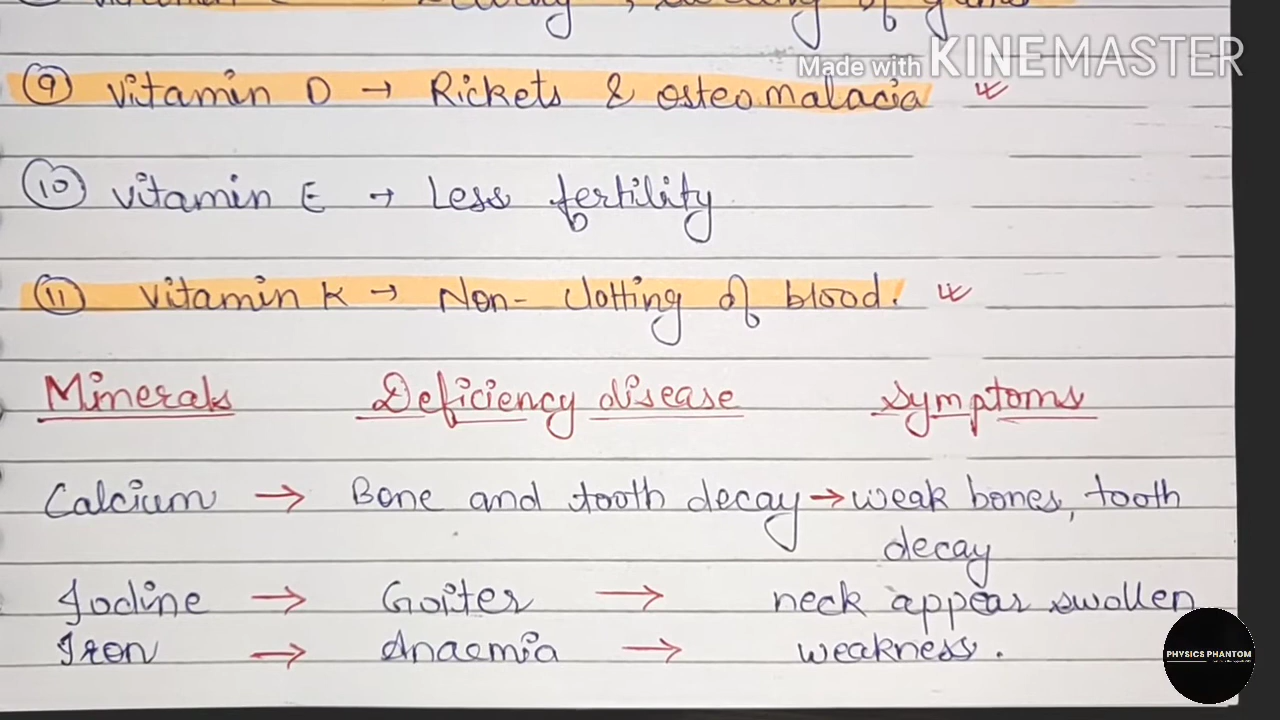 Made with KINEMASTER
⑨ Vitamin D → Rickets & osteomalacia
⑩ Vitamin E → Less fertility
⑪ Vitamin K → Non-clotting of blood.
Minerals Deficiency disease Symptoms
Calcium → Bone and tooth decay → weak bones, tooth
decay
Iodine → Goiter → neck appear swollen
Iron → Anaemia → weakness.
PHYSICS PHANTOM